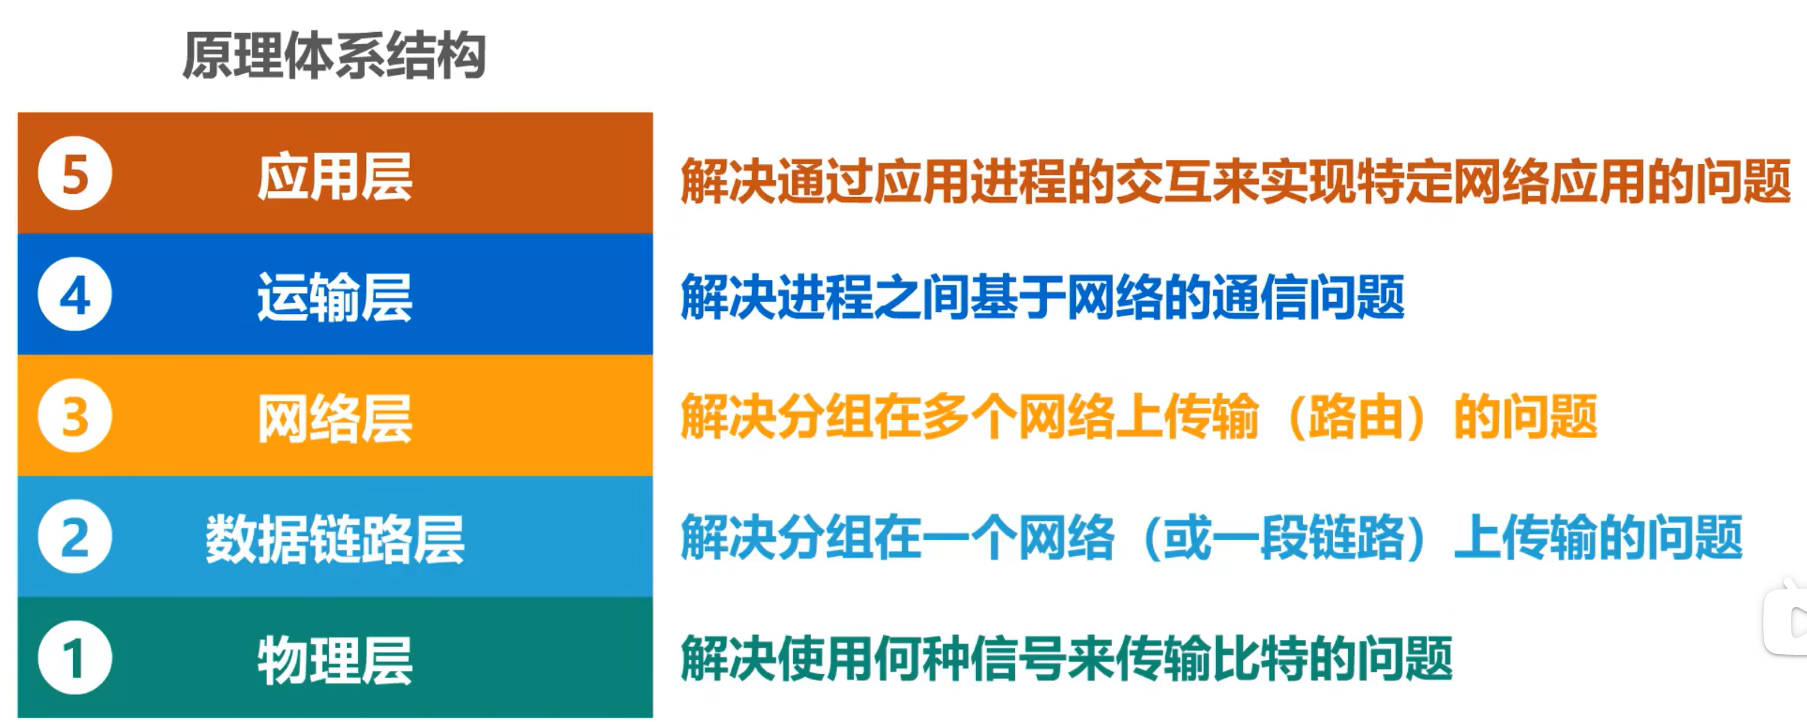 原理体系结构
5 应用层 解决通过应用进程的交互来实现特定网络应用的问题
4 运输层 解决进程之间基于网络的通信问题
3 网络层 解决分组在多个网络上传输（路由）的问题
2 数据链路层 解决分组在一个网络（或一段链路）上传输的问题
1 物理层 解决使用何种信号来传输比特的问题